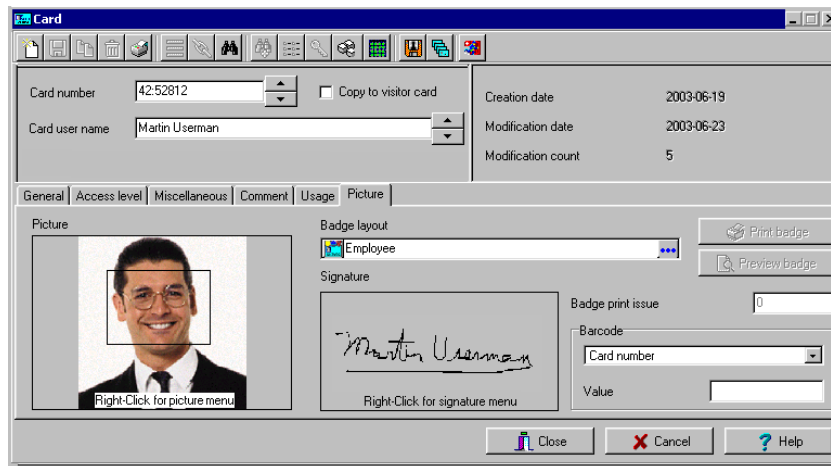 Card
Card number 42:52812 Copy to visitor card
Card user name Martin Userman
Creation date 2003-06-19
Modification date 2003-06-23
Modification count 5
General Access level Miscellaneous Comment Usage Picture
Picture
Right-Click for picture menu
Badge layout
Employee
Signature
Martin Userman
Right-Click for signature menu
Print badge
Preview badge
Badge print issue 0
Barcode
Card number
Value
Close Cancel Help